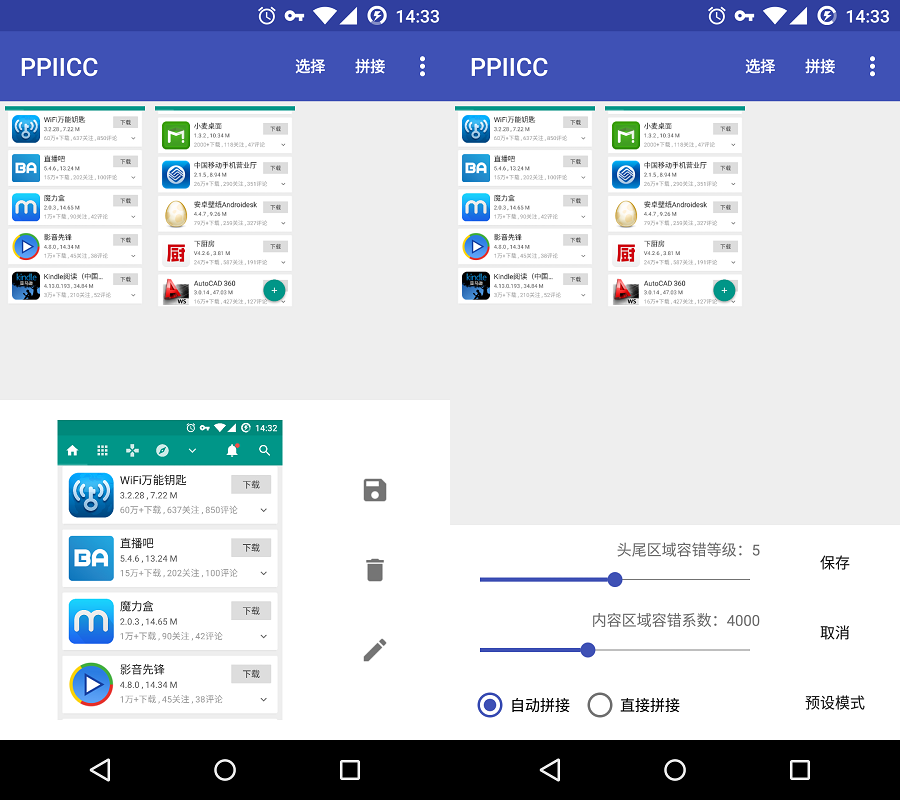 14:33
PPIICC 选择 拼接
WiFi万能钥匙
3.2.28 , 7.22 M
下载
60万+下载 , 637关注 , 850评论
直播吧
5.4.6 , 13.24 M
下载
15万+下载 , 202关注 , 100评论
魔力盒
2.0.3 , 14.65 M
下载
1万+下载 , 90关注 , 42评论
影音先锋
4.8.0 , 14.34 M
下载
1万+下载 , 45关注 , 38评论
kindle
亚马逊
Kindle阅读（中国...
4.13.0.193 , 34.84 M
下载
3万+下载 , 210关注 , 52评论
小麦桌面
1.3.2 , 10.34 M
下载
2000+下载 , 118关注 , 47评论
中国移动手机营业厅
2.1.5 , 8.94 M
下载
26万+下载 , 290关注 , 351评论
安卓壁纸Androidesk
4.4.7 , 9.26 M
下载
79万+下载 , 259关注 , 327评论
厨
下厨房
V4.2.6 , 3.81 M
下载
24万+下载 , 587关注 , 195评论
WS
AutoCAD 360
3.0.14 , 47.03 M
16万+下载 , 427关注 , 127评论
14:32
WiFi万能钥匙
3.2.28 , 7.22 M
下载
60万+下载 , 637关注 , 850评论
BA
直播吧
5.4.6 , 13.24 M
下载
15万+下载 , 202关注 , 100评论
魔力盒
2.0.3 , 14.65 M
下载
1万+下载 , 90关注 , 42评论
影音先锋
4.8.0 , 14.34 M
下载
1万+下载 , 45关注 , 38评论
14:33
PPIICC 选择 拼接
WiFi万能钥匙
3.2.28 , 7.22 M
下载
60万+下载 , 637关注 , 850评论
直播吧
5.4.6 , 13.24 M
下载
15万+下载 , 202关注 , 100评论
魔力盒
2.0.3 , 14.65 M
下载
1万+下载 , 90关注 , 42评论
影音先锋
4.8.0 , 14.34 M
下载
1万+下载 , 45关注 , 38评论
kindle
亚马逊
Kindle阅读（中国...
4.13.0.193 , 34.84 M
下载
3万+下载 , 210关注 , 52评论
小麦桌面
1.3.2 , 10.34 M
下载
2000+下载 , 118关注 , 47评论
中国移动手机营业厅
2.1.5 , 8.94 M
下载
26万+下载 , 290关注 , 351评论
安卓壁纸Androidesk
4.4.7 , 9.26 M
下载
79万+下载 , 259关注 , 327评论
厨
下厨房
V4.2.6 , 3.81 M
下载
24万+下载 , 587关注 , 195评论
WS
AutoCAD 360
3.0.14 , 47.03 M
16万+下载 , 427关注 , 127评论
头尾区域容错等级：5
保存
内容区域容错系数：4000
取消
自动拼接 直接拼接 预设模式